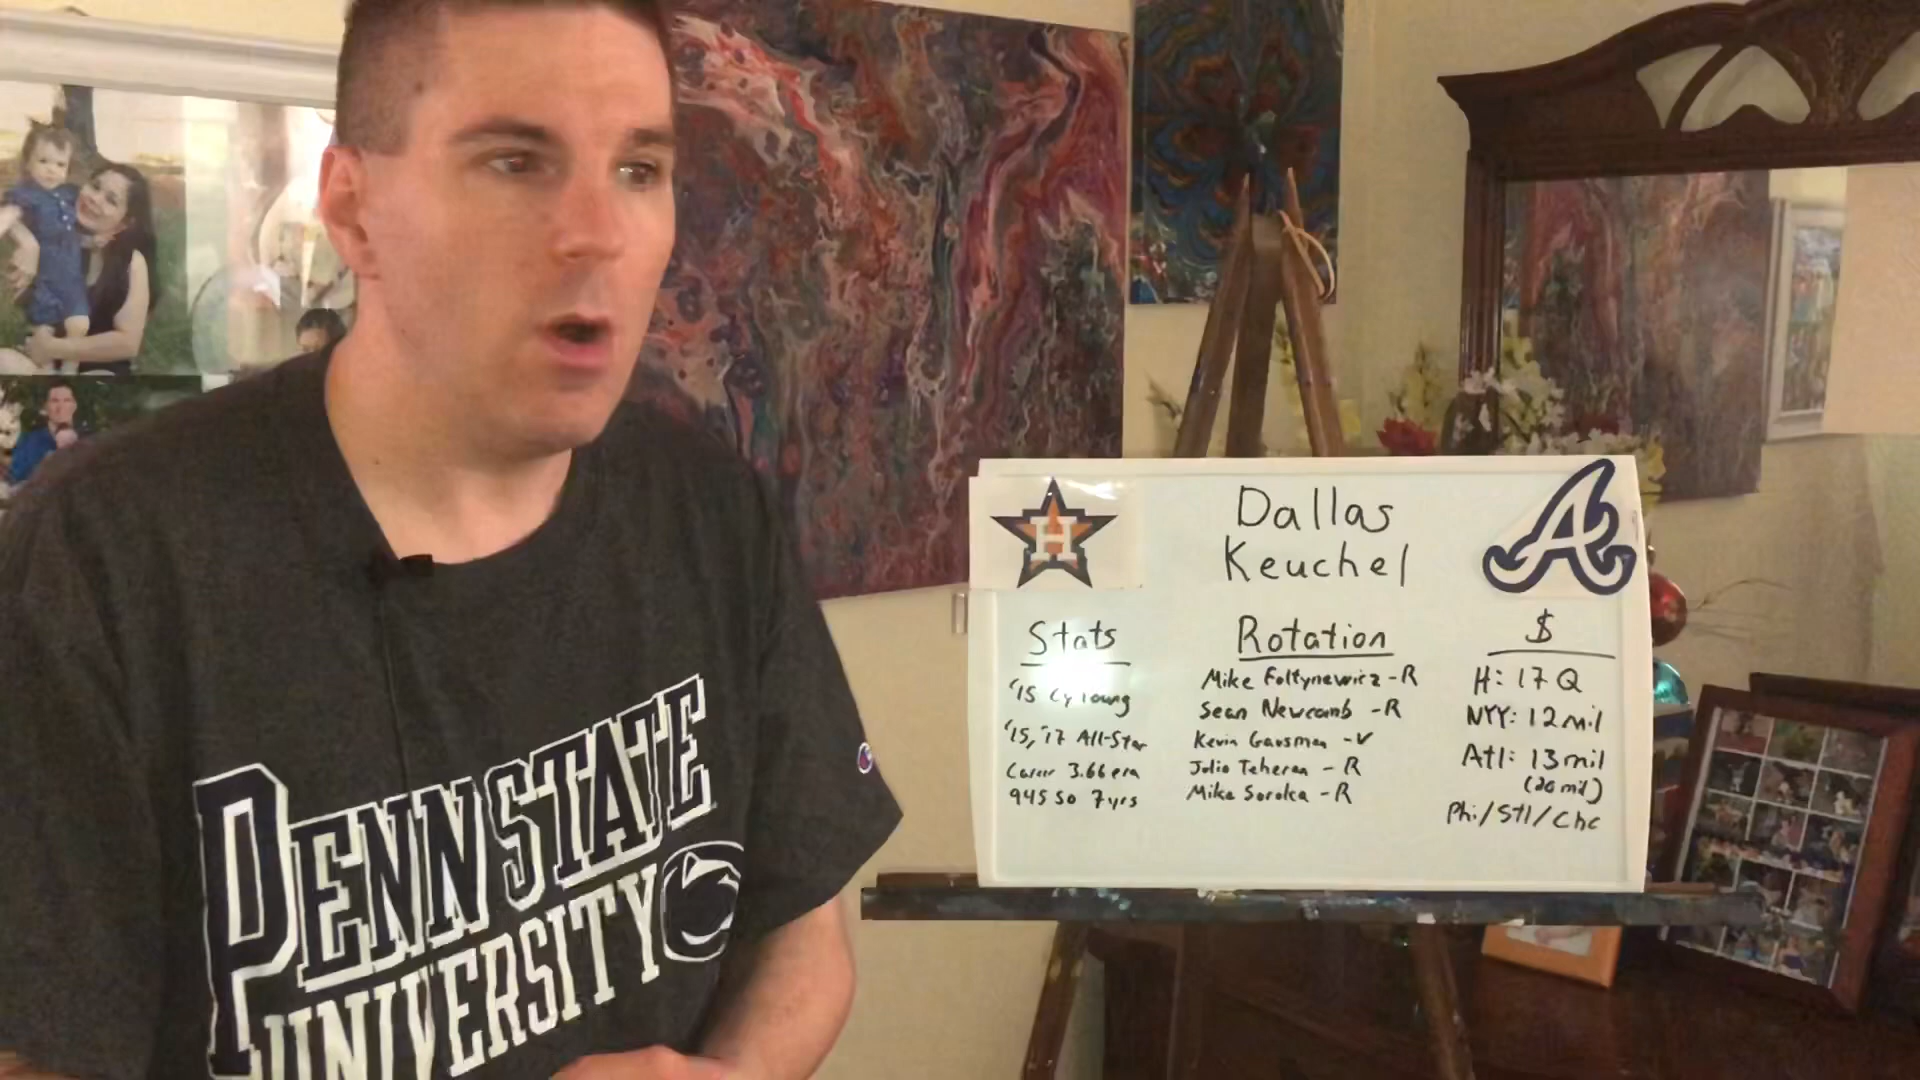 PENN STATE
UNIVERSITY
H
A
Dallas
Keuchel
Stats
'15 Cy Young
'15, '17 All-Star
Career 3.66 era
945 so 7yrs
Rotation
Mike Foltynewicz - R
Sean Newcomb - R
Kevin Gausman - V
Julio Teheran - R
Mike Soroka - R
$
H: 17 Q
NYY: 12 mil
Atl: 13 mil
(20 mil)
Phi/Stl/Chc